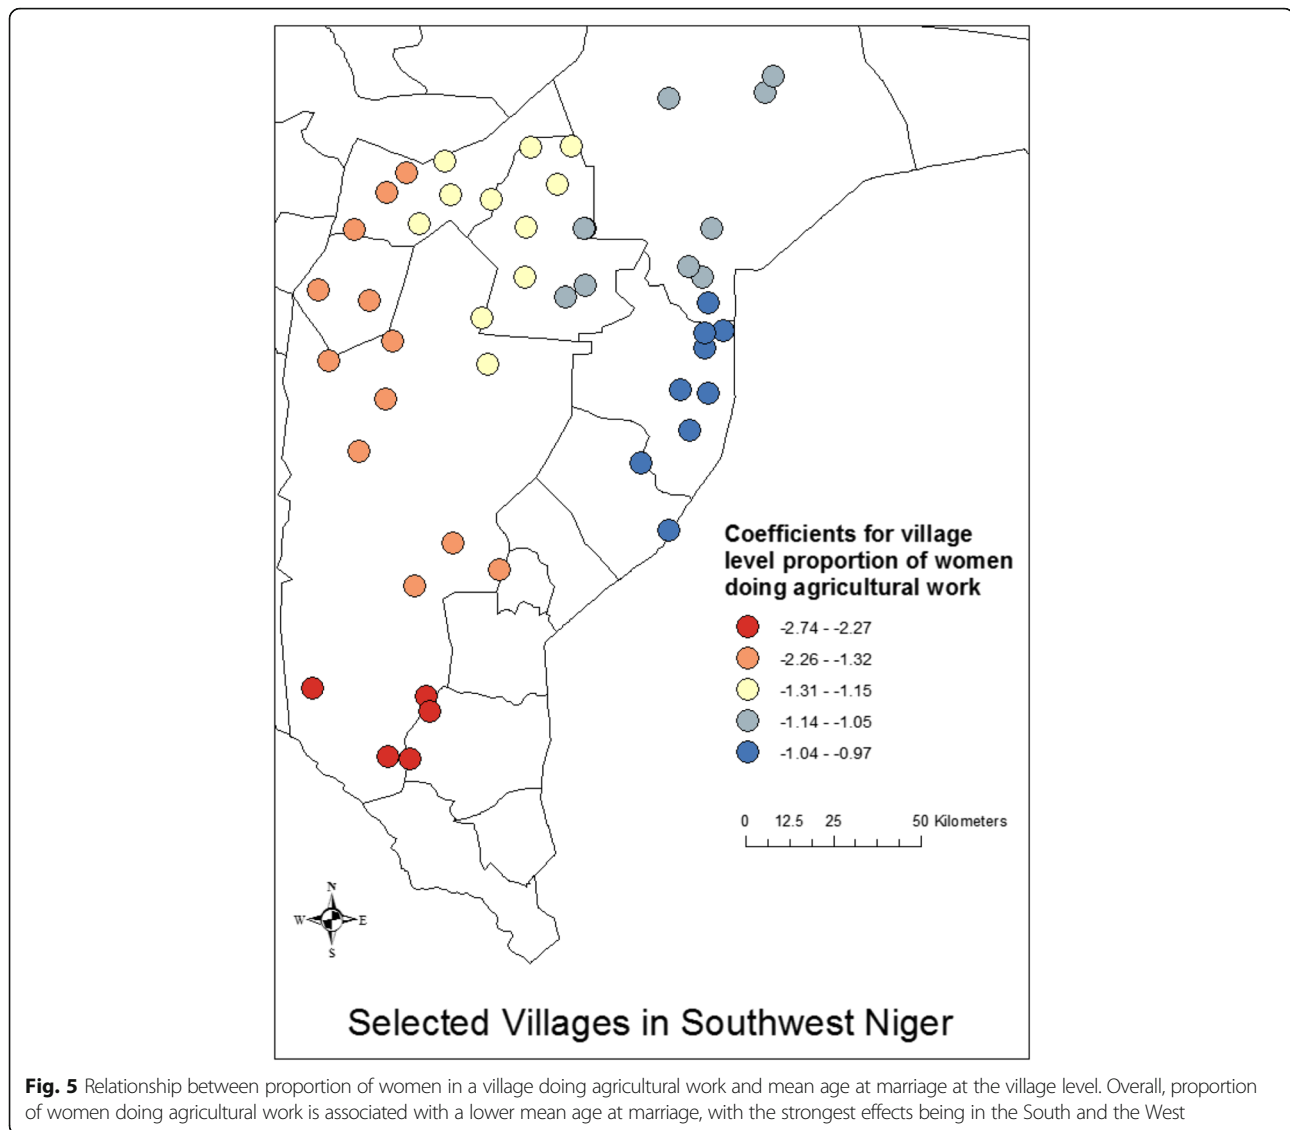 Coefficients for village
level proportion of women
doing agricultural work
-2.74 - -2.27
-2.26 - -1.32
-1.31 - -1.15
-1.14 - -1.05
-1.04 - -0.97
0 12.5 25 50 Kilometers
N
W E
S
Selected Villages in Southwest Niger
Fig. 5 Relationship between proportion of women in a village doing agricultural work and mean age at marriage at the village level. Overall, proportion
of women doing agricultural work is associated with a lower mean age at marriage, with the strongest effects being in the South and the West